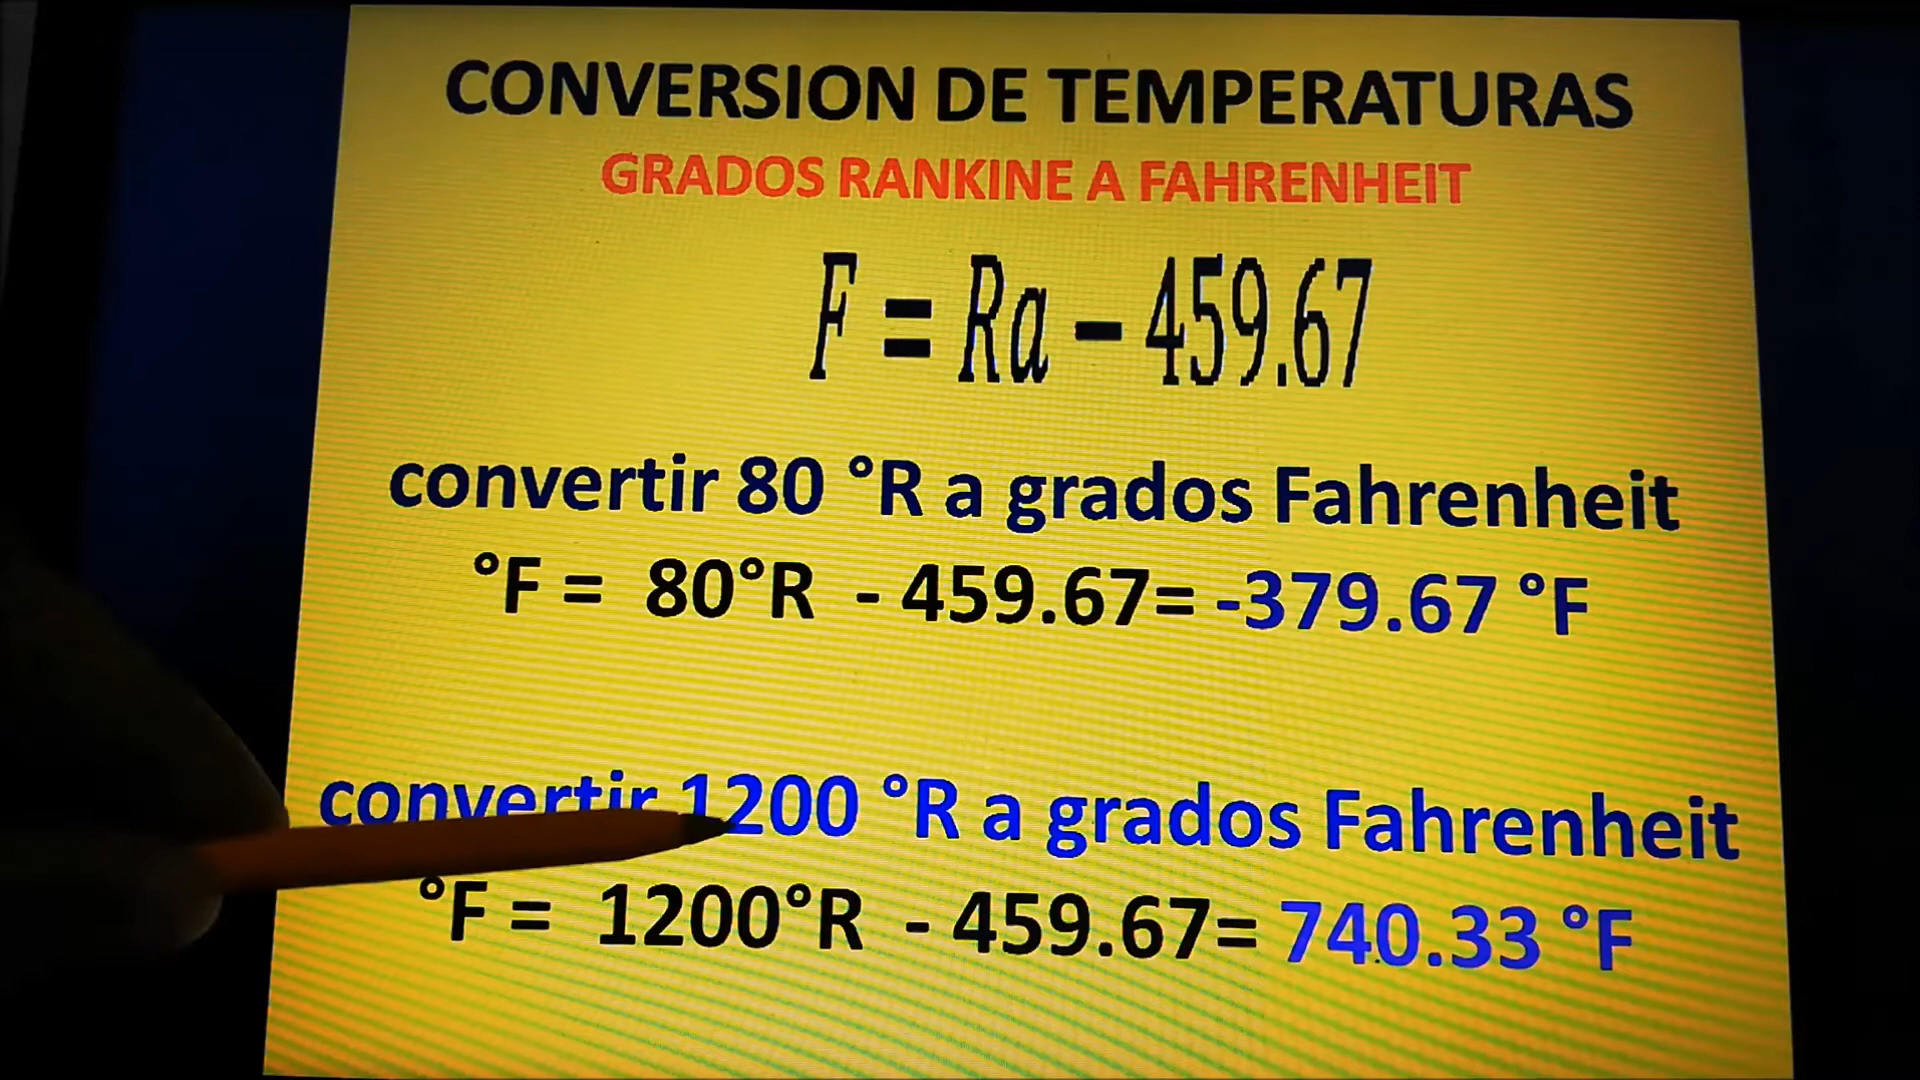 CONVERSION DE TEMPERATURAS
GRADOS RANKINE A FAHRENHEIT
F = Ra - 459.67
convertir 80 °R a grados Fahrenheit
°F = 80°R - 459.67= -379.67 °F
convertir 1200 °R a grados Fahrenheit
°F = 1200°R - 459.67= 740.33 °F